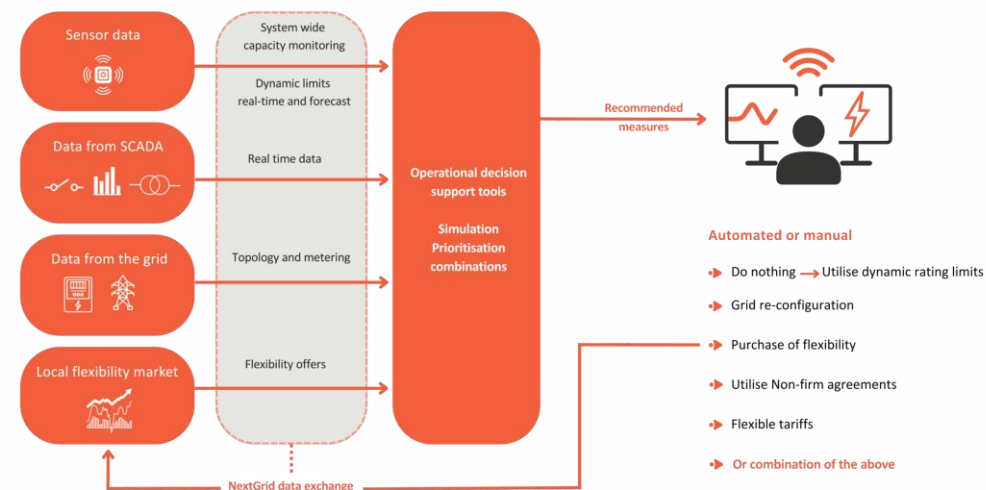 Sensor data
System wide
capacity monitoring
Dynamic limits
real-time and forecast
Data from SCADA
Real time data
Data from the grid
Topology and metering
Local flexibility market
Flexibility offers
NextGrid data exchange
Operational decision
support tools
Simulation
Prioritisation
combinations
Recommended
measures
Automated or manual
Do nothing → Utilise dynamic rating limits
Grid re-configuration
Purchase of flexibility
Utilise Non-firm agreements
Flexible tariffs
Or combination of the above